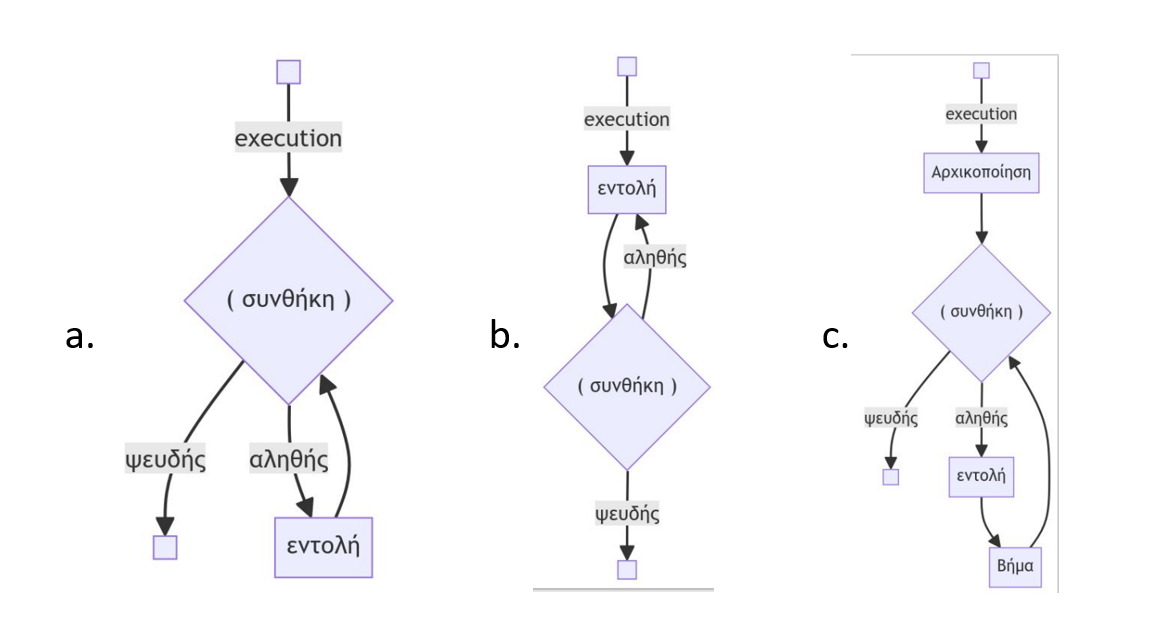 a.
execution
( συνθήκη )
ψευδής
αληθής
εντολή
b.
execution
εντολή
αληθής
( συνθήκη )
ψευδής
c.
execution
Αρχικοποίηση
( συνθήκη )
ψευδής
αληθής
εντολή
Βήμα